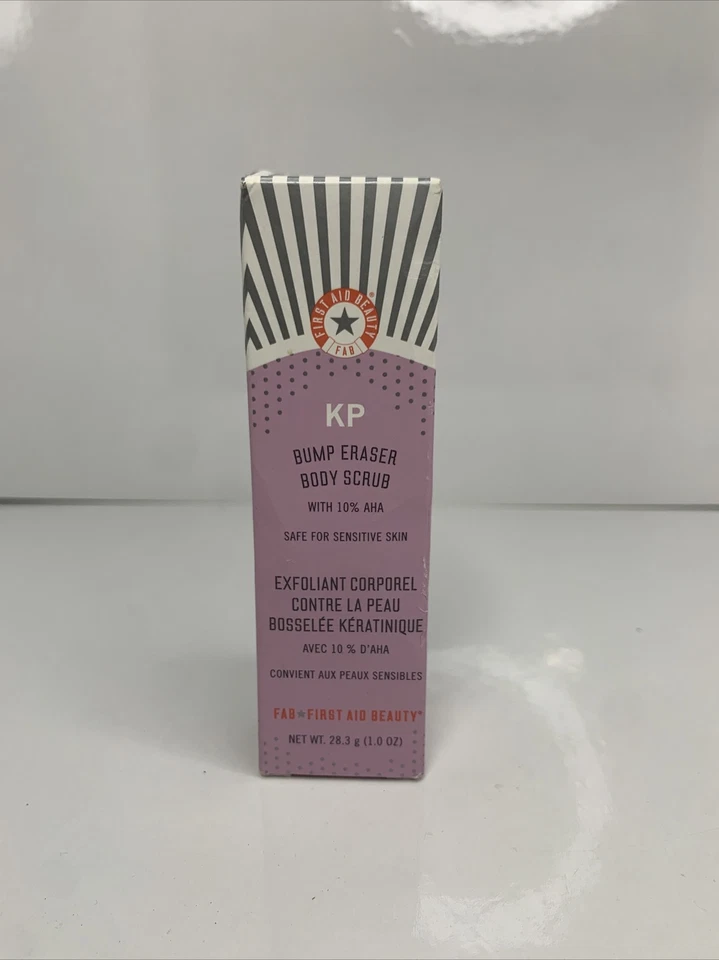 FIRST AID BEAUTY®
FAB
KP
BUMP ERASER
BODY SCRUB
WITH 10% AHA
SAFE FOR SENSITIVE SKIN
EXFOLIANT CORPOREL
CONTRE LA PEAU
BOSSELÉE KÉRATINIQUE
AVEC 10 % D'AHA
CONVIENT AUX PEAUX SENSIBLES
FAB★FIRST AID BEAUTY®
NET WT. 28.3 g (1.0 OZ)